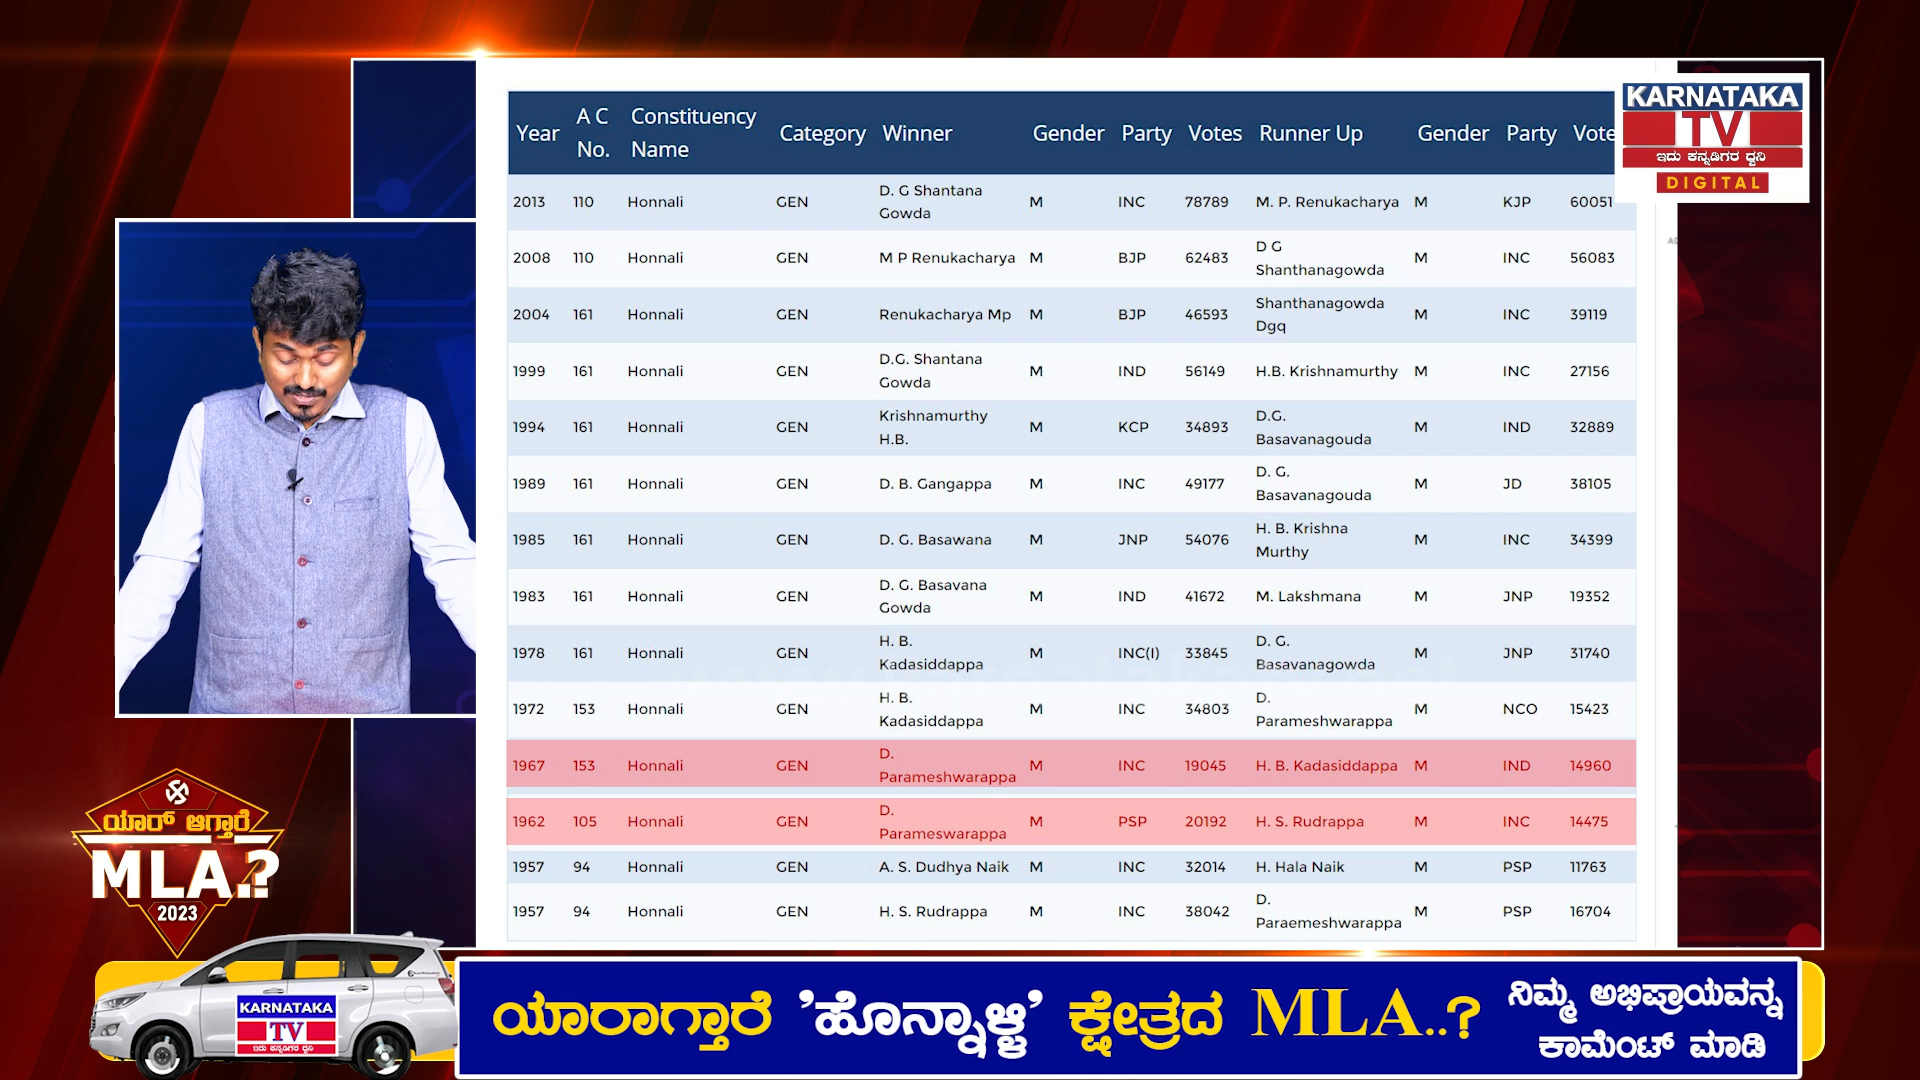 KARNATAKA
TV
ಇದು ಕನ್ನಡಿಗರ ಧ್ವನಿ
DIGITAL
Year A C No. Constituency Name Category Winner Gender Party Votes Runner Up Gender Party Vote
2013 110 Honnali GEN D. G Shantana Gowda M INC 78789 M. P. Renukacharya M KJP 60051
2008 110 Honnali GEN M P Renukacharya M BJP 62483 D G Shanthanagowda M INC 56083
2004 161 Honnali GEN Renukacharya Mp M BJP 46593 Shanthanagowda Dgq M INC 39119
1999 161 Honnali GEN D.G. Shantana Gowda M IND 56149 H.B. Krishnamurthy M INC 27156
1994 161 Honnali GEN Krishnamurthy H.B. M KCP 34893 D.G. Basavanagouda M IND 32889
1989 161 Honnali GEN D. B. Gangappa M INC 49177 D. G. Basavanagouda M JD 38105
1985 161 Honnali GEN D. G. Basawana M JNP 54076 H. B. Krishna Murthy M INC 34399
1983 161 Honnali GEN D. G. Basavana Gowda M IND 41672 M. Lakshmana M JNP 19352
1978 161 Honnali GEN H. B. Kadasiddappa M INC(I) 33845 D. G. Basavanagowda M JNP 31740
1972 153 Honnali GEN H. B. Kadasiddappa M INC 34803 D. Parameshwarappa M NCO 15423
1967 153 Honnali GEN D. Parameshwarappa M INC 19045 H. B. Kadasiddappa M IND 14960
1962 105 Honnali GEN D. Parameswarappa M PSP 20192 H. S. Rudrappa M INC 14475
1957 94 Honnali GEN A. S. Dudhya Naik M INC 32014 H. Hala Naik M PSP 11763
1957 94 Honnali GEN H. S. Rudrappa M INC 38042 D. Paraemeshwarappa M PSP 16704
ಯಾರ್ ಆಗ್ತಾರೆ
MLA.?
2023
KARNATAKA
TV
ಇದು ಕನ್ನಡಿಗರ ಧ್ವನಿ
ಯಾರಾಗ್ತಾರೆ 'ಹೊನ್ನಾಳ್ಳಿ' ಕ್ಷೇತ್ರದ MLA..?
ನಿಮ್ಮ ಅಭಿಪ್ರಾಯವನ್ನ
ಕಾಮೆಂಟ್ ಮಾಡಿ